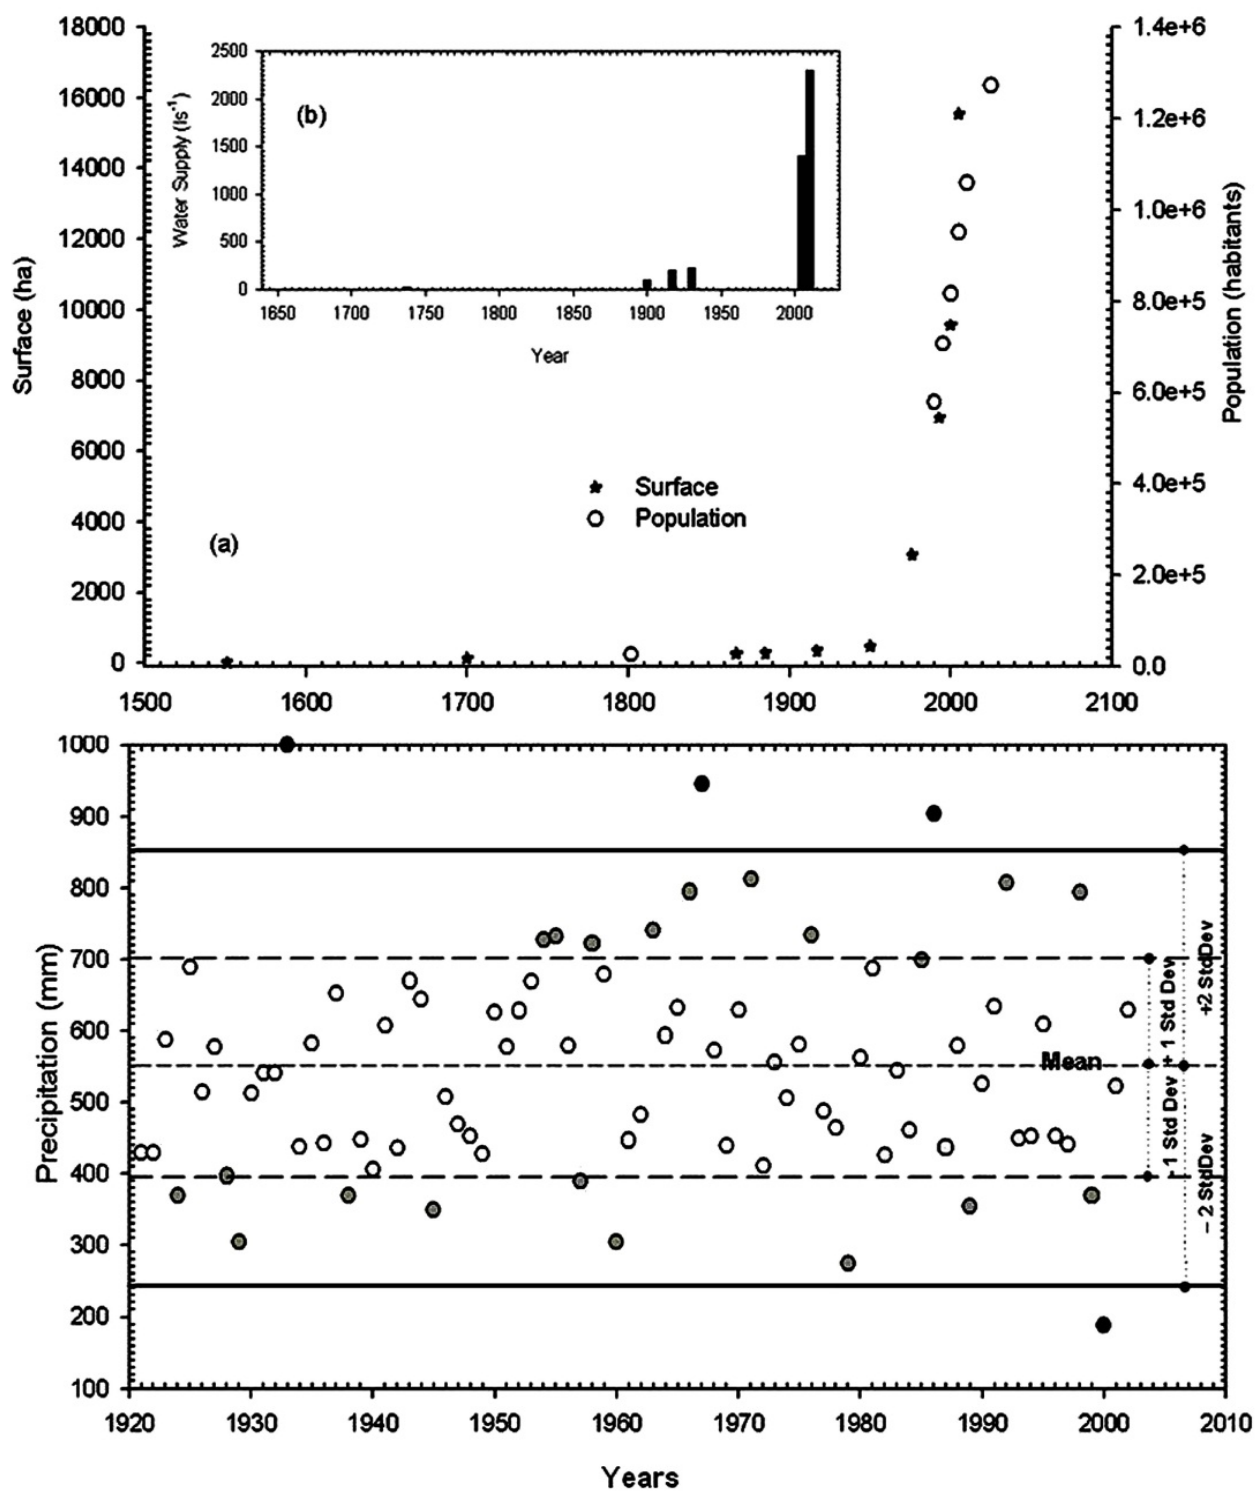 18000
16000
14000
12000
10000
8000
6000
4000
2000
0
Surface (ha)
1.4e+6
1.2e+6
1.0e+6
8.0e+5
6.0e+5
4.0e+5
2.0e+5
0.0
Population (habitants)
2500
2000
1500
1000
500
0
Water Supply (ls⁻¹)
(b)
1650 1700 1750 1800 1850 1900 1950 2000
Year
Surface
Population
(a)
1500 1600 1700 1800 1900 2000 2100
1000
900
800
700
600
500
400
300
200
100
Precipitation (mm)
Mean
+ 1 Std Dev
-1 Std Dev
+2 StdDev
– 2 StdDev
1920 1930 1940 1950 1960 1970 1980 1990 2000 2010
Years